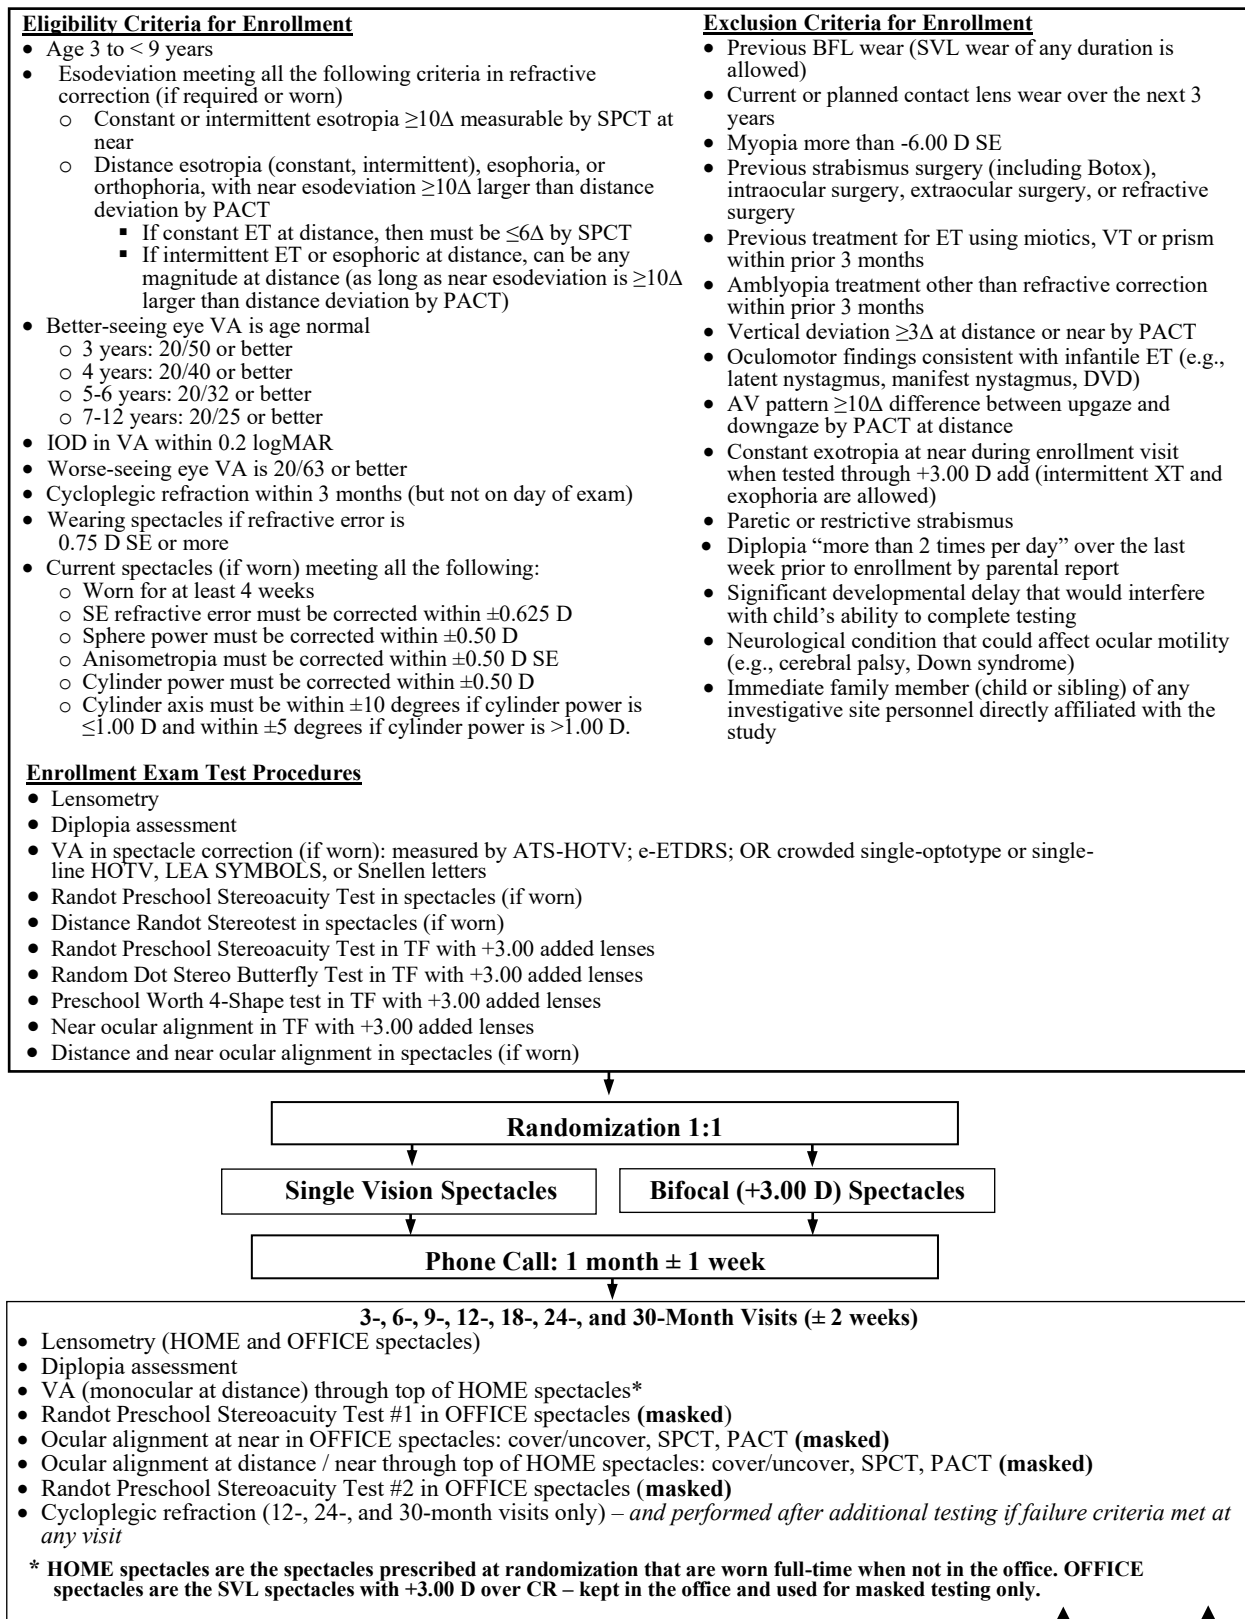 Eligibility Criteria for Enrollment
• Age 3 to < 9 years
• Esodeviation meeting all the following criteria in refractive
correction (if required or worn)
o Constant or intermittent esotropia ≥10Δ measurable by SPCT at
near
o Distance esotropia (constant, intermittent), esophoria, or
orthophoria, with near esodeviation ≥10Δ larger than distance
deviation by PACT
▪ If constant ET at distance, then must be ≤6Δ by SPCT
▪ If intermittent ET or esophoric at distance, can be any
magnitude at distance (as long as near esodeviation is ≥10Δ
larger than distance deviation by PACT)
• Better-seeing eye VA is age normal
o 3 years: 20/50 or better
o 4 years: 20/40 or better
o 5-6 years: 20/32 or better
o 7-12 years: 20/25 or better
• IOD in VA within 0.2 logMAR
• Worse-seeing eye VA is 20/63 or better
• Cycloplegic refraction within 3 months (but not on day of exam)
• Wearing spectacles if refractive error is
0.75 D SE or more
• Current spectacles (if worn) meeting all the following:
o Worn for at least 4 weeks
o SE refractive error must be corrected within ±0.625 D
o Sphere power must be corrected within ±0.50 D
o Anisometropia must be corrected within ±0.50 D SE
o Cylinder power must be corrected within ±0.50 D
o Cylinder axis must be within ±10 degrees if cylinder power is
≤1.00 D and within ±5 degrees if cylinder power is >1.00 D.
Exclusion Criteria for Enrollment
• Previous BFL wear (SVL wear of any duration is
allowed)
• Current or planned contact lens wear over the next 3
years
• Myopia more than -6.00 D SE
• Previous strabismus surgery (including Botox),
intraocular surgery, extraocular surgery, or refractive
surgery
• Previous treatment for ET using miotics, VT or prism
within prior 3 months
• Amblyopia treatment other than refractive correction
within prior 3 months
• Vertical deviation ≥3Δ at distance or near by PACT
• Oculomotor findings consistent with infantile ET (e.g.,
latent nystagmus, manifest nystagmus, DVD)
• AV pattern ≥10Δ difference between upgaze and
downgaze by PACT at distance
• Constant exotropia at near during enrollment visit
when tested through +3.00 D add (intermittent XT and
exophoria are allowed)
• Paretic or restrictive strabismus
• Diplopia “more than 2 times per day” over the last
week prior to enrollment by parental report
• Significant developmental delay that would interfere
with child’s ability to complete testing
• Neurological condition that could affect ocular motility
(e.g., cerebral palsy, Down syndrome)
• Immediate family member (child or sibling) of any
investigative site personnel directly affiliated with the
study
Enrollment Exam Test Procedures
• Lensometry
• Diplopia assessment
• VA in spectacle correction (if worn): measured by ATS-HOTV; e-ETDRS; OR crowded single-optotype or single-
line HOTV, LEA SYMBOLS, or Snellen letters
• Randot Preschool Stereoacuity Test in spectacles (if worn)
• Distance Randot Stereotest in spectacles (if worn)
• Randot Preschool Stereoacuity Test in TF with +3.00 added lenses
• Random Dot Stereo Butterfly Test in TF with +3.00 added lenses
• Preschool Worth 4-Shape test in TF with +3.00 added lenses
• Near ocular alignment in TF with +3.00 added lenses
• Distance and near ocular alignment in spectacles (if worn)
Randomization 1:1
Single Vision Spectacles
Bifocal (+3.00 D) Spectacles
Phone Call: 1 month ± 1 week
3-, 6-, 9-, 12-, 18-, 24-, and 30-Month Visits (± 2 weeks)
• Lensometry (HOME and OFFICE spectacles)
• Diplopia assessment
• VA (monocular at distance) through top of HOME spectacles*
• Randot Preschool Stereoacuity Test #1 in OFFICE spectacles (masked)
• Ocular alignment at near in OFFICE spectacles: cover/uncover, SPCT, PACT (masked)
• Ocular alignment at distance / near through top of HOME spectacles: cover/uncover, SPCT, PACT (masked)
• Randot Preschool Stereoacuity Test #2 in OFFICE spectacles (masked)
• Cycloplegic refraction (12-, 24-, and 30-month visits only) – and performed after additional testing if failure criteria met at
any visit
* HOME spectacles are the spectacles prescribed at randomization that are worn full-time when not in the office. OFFICE
spectacles are the SVL spectacles with +3.00 D over CR – kept in the office and used for masked testing only.